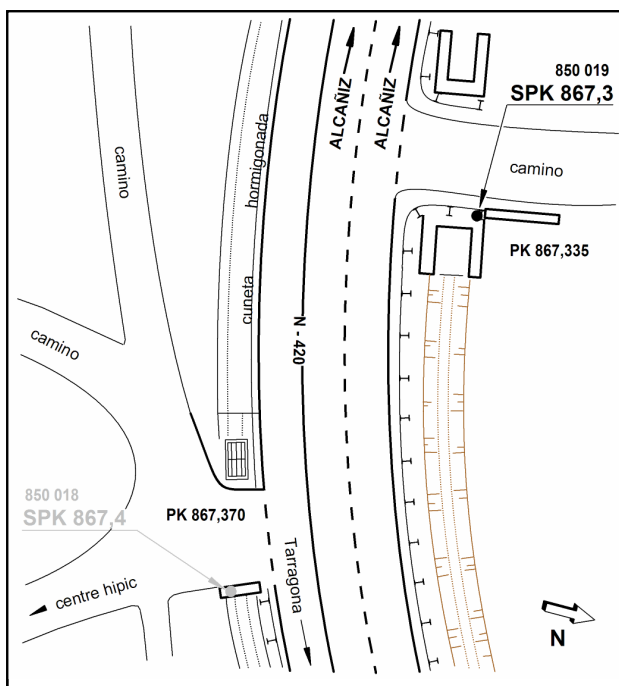 850 019
SPK 867,3
ALCAÑIZ
ALCAÑIZ
camino
hormigonada
camino
PK 867,335
cuneta
N - 420
camino
850 018
SPK 867,4
PK 867,370
Tarragona
centre hipic
N